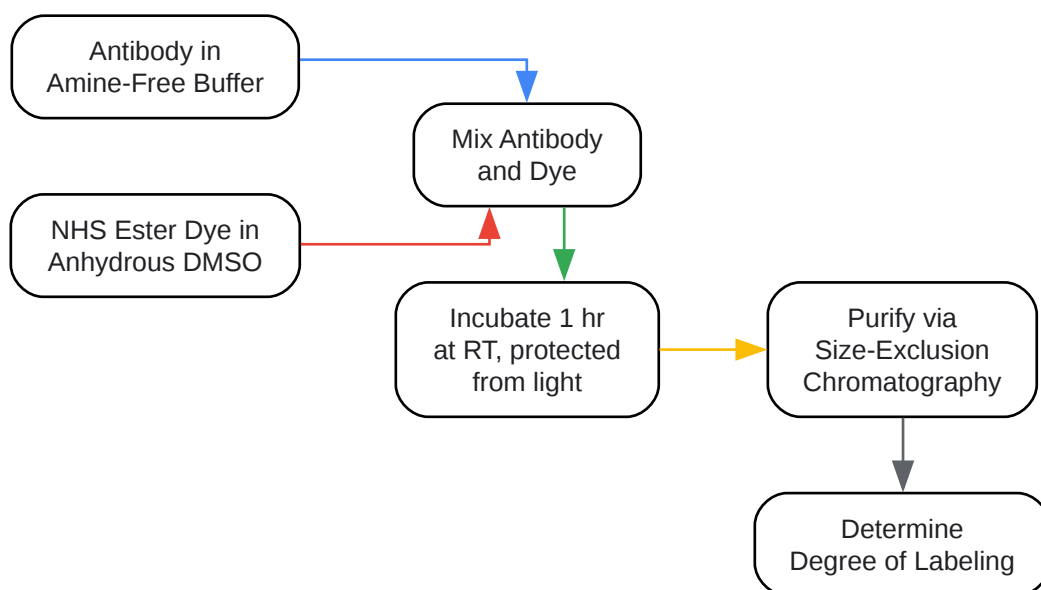 Antibody in
Amine-Free Buffer
Mix Antibody
and Dye
NHS Ester Dye in
Anhydrous DMSO
Incubate 1 hr
at RT, protected
from light
Purify via
Size-Exclusion
Chromatography
Determine
Degree of Labeling